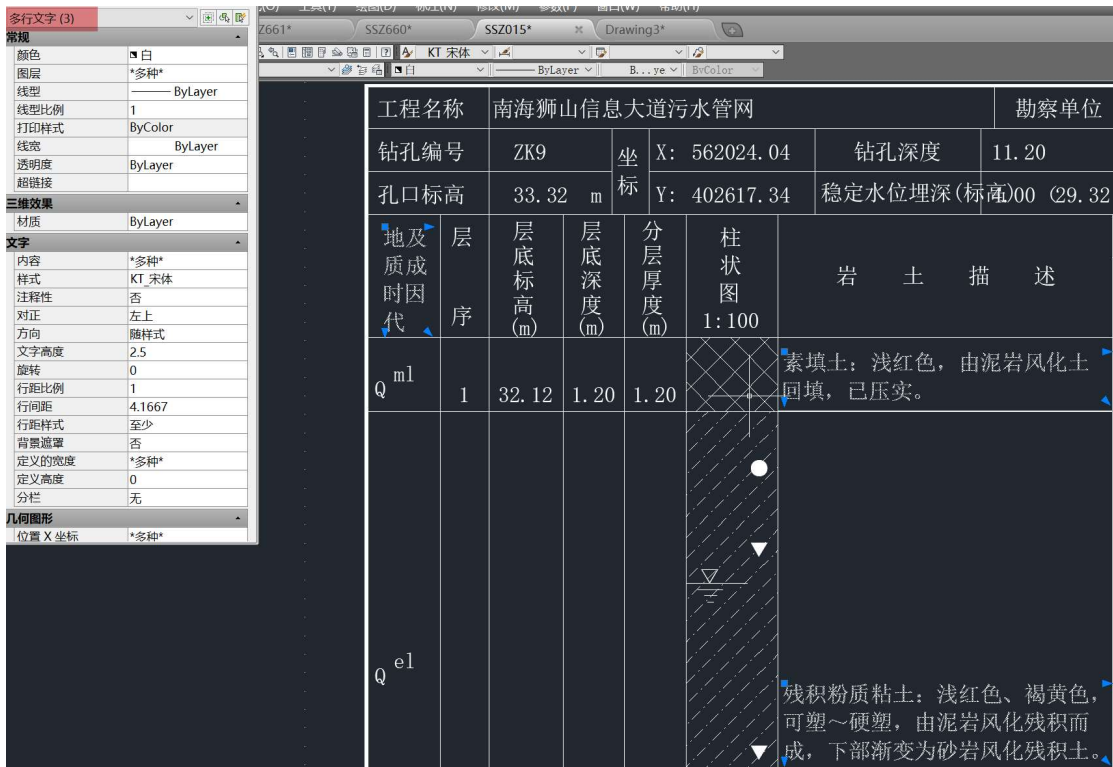 多行文字 (3)
常规
颜色 白
图层 *多种*
线型 ByLayer
线型比例 1
打印样式 ByColor
线宽 ByLayer
透明度 ByLayer
超链接
三维效果
材质 ByLayer
文字
内容 *多种*
样式 KT_宋体
注释性 否
对正 左上
方向 随样式
文字高度 2.5
旋转 0
行距比例 1
行间距 4.1667
行距样式 至少
背景遮罩 否
定义的宽度 *多种*
定义高度 0
分栏 无
几何图形
位置 X 坐标 *多种*
Z661* SSZ660* SSZ015* Drawing3*
KT 宋体
白 ByLayer B...ye BvColor
工程名称 南海狮山信息大道污水管网 勘察单位
钻孔编号 ZK9 坐标 X: 562024.04 钻孔深度 11.20
孔口标高 33.32 m Y: 402617.34 稳定水位埋深(标高) 4.00 (29.32
地质时代及成因 层序 层底标高(m) 层底深度(m) 分层厚度(m) 柱状图 1:100 岩土描述
Q ml 1 32.12 1.20 1.20
素填土: 浅红色, 由泥岩风化土
回填, 已压实。
Q el
残积粉质粘土: 浅红色、褐黄色,
可塑～硬塑, 由泥岩风化残积而
成, 下部渐变为砂岩风化残积土。